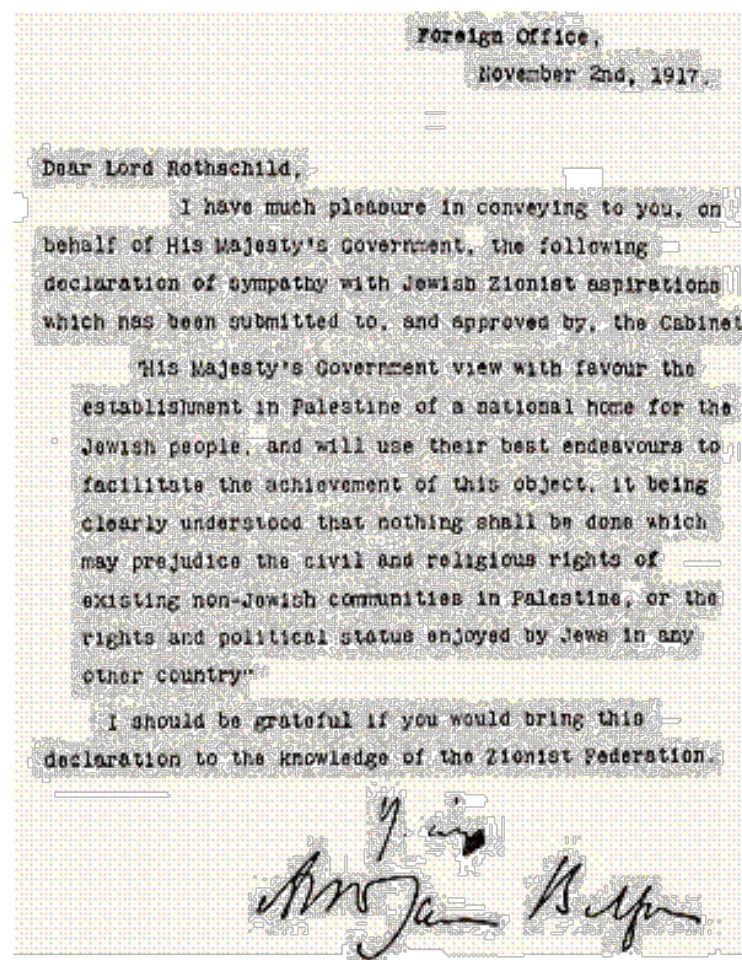 Foreign Office,
November 2nd, 1917.
Dear Lord Rothschild,
I have much pleasure in conveying to you, on
behalf of His Majesty's Government, the following
declaration of sympathy with Jewish Zionist aspirations
which has been submitted to, and approved by, the Cabinet
"His Majesty's Government view with favour the
establishment in Palestine of a national home for the
Jewish people, and will use their best endeavours to
facilitate the achievement of this object, it being
clearly understood that nothing shall be done which
may prejudice the civil and religious rights of
existing non-Jewish communities in Palestine, or the
rights and political status enjoyed by Jews in any
other country"
I should be grateful if you would bring this
declaration to the knowledge of the Zionist Federation.